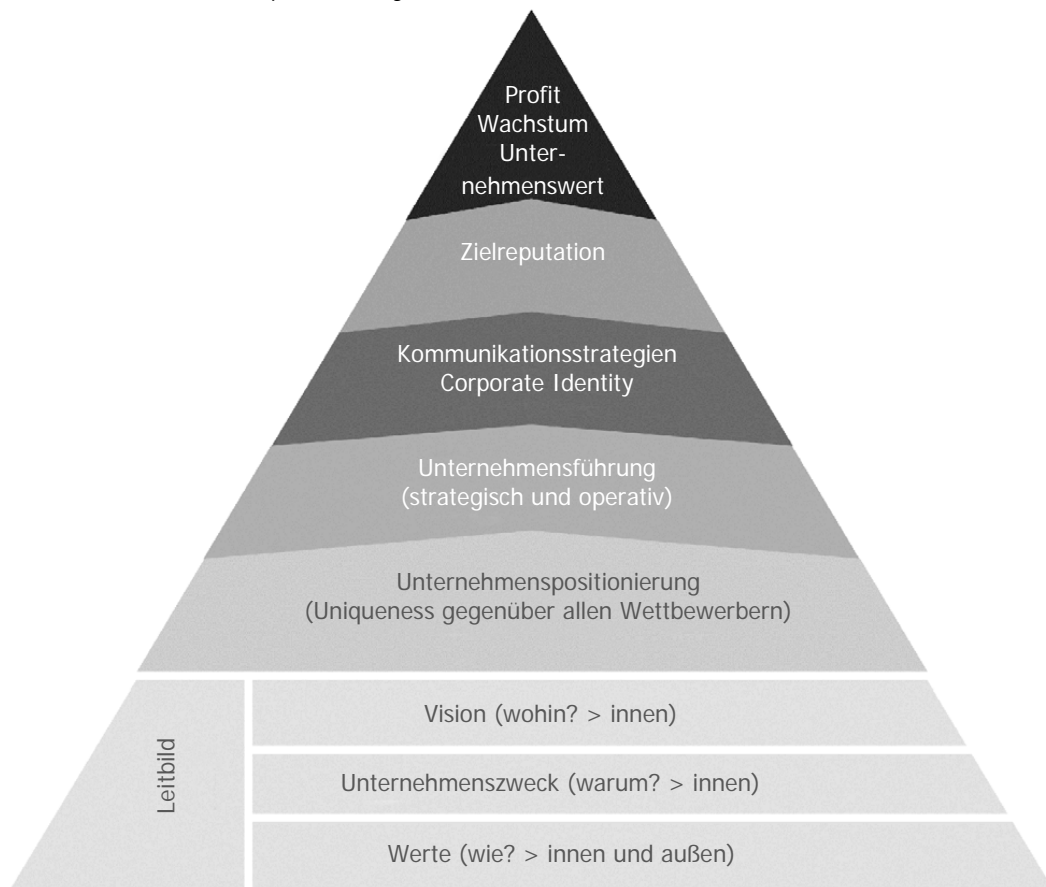 Profit
Wachstum
Unter-
nehmenswert
Zielreputation
Kommunikationsstrategien
Corporate Identity
Unternehmensführung
(strategisch und operativ)
Unternehmenspositionierung
(Uniqueness gegenüber allen Wettbewerbern)
Leitbild
Vision (wohin? > innen)
Unternehmenszweck (warum? > innen)
Werte (wie? > innen und außen)